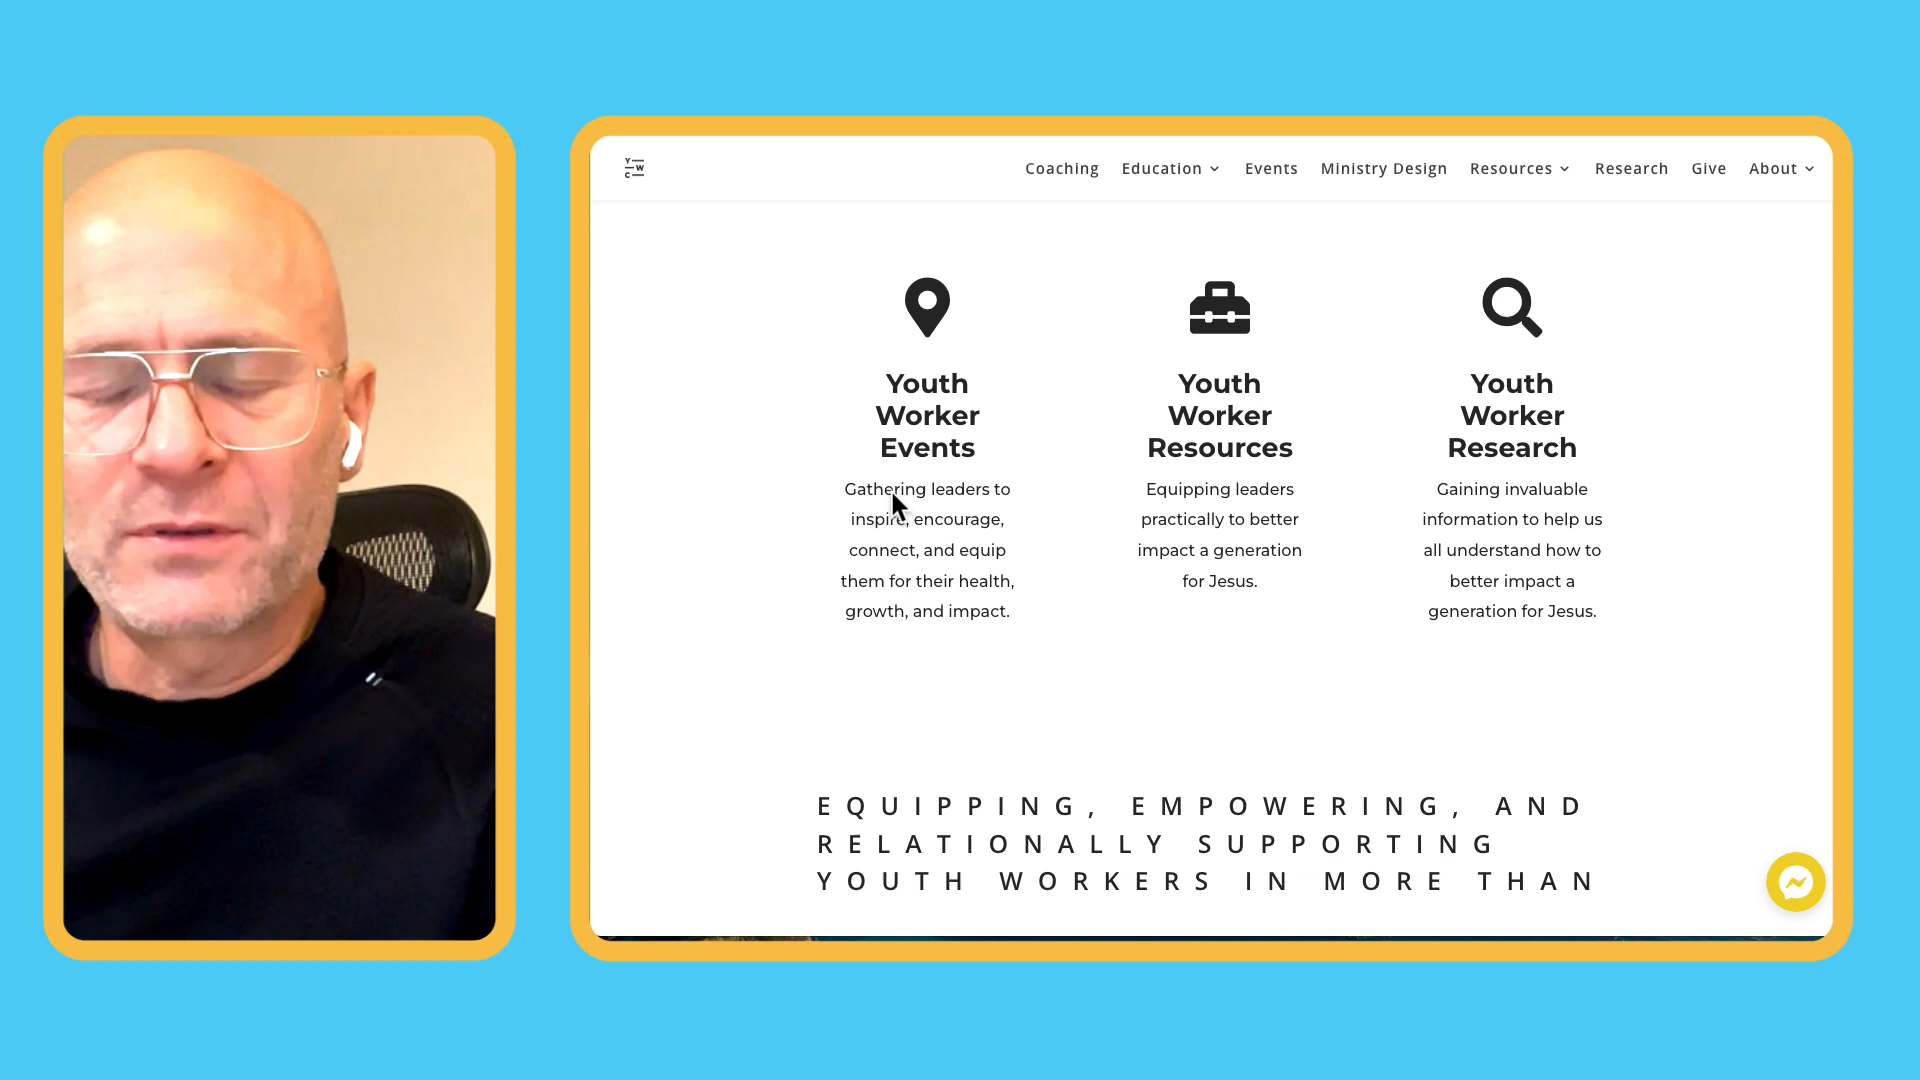 Y
W
C
Coaching Education Events Ministry Design Resources Research Give About
Youth
Worker
Events
Gathering leaders to
inspire, encourage,
connect, and equip
them for their health,
growth, and impact.
Youth
Worker
Resources
Equipping leaders
practically to better
impact a generation
for Jesus.
Youth
Worker
Research
Gaining invaluable
information to help us
all understand how to
better impact a
generation for Jesus.
EQUIPPING, EMPOWERING, AND
RELATIONALLY SUPPORTING
YOUTH WORKERS IN MORE THAN